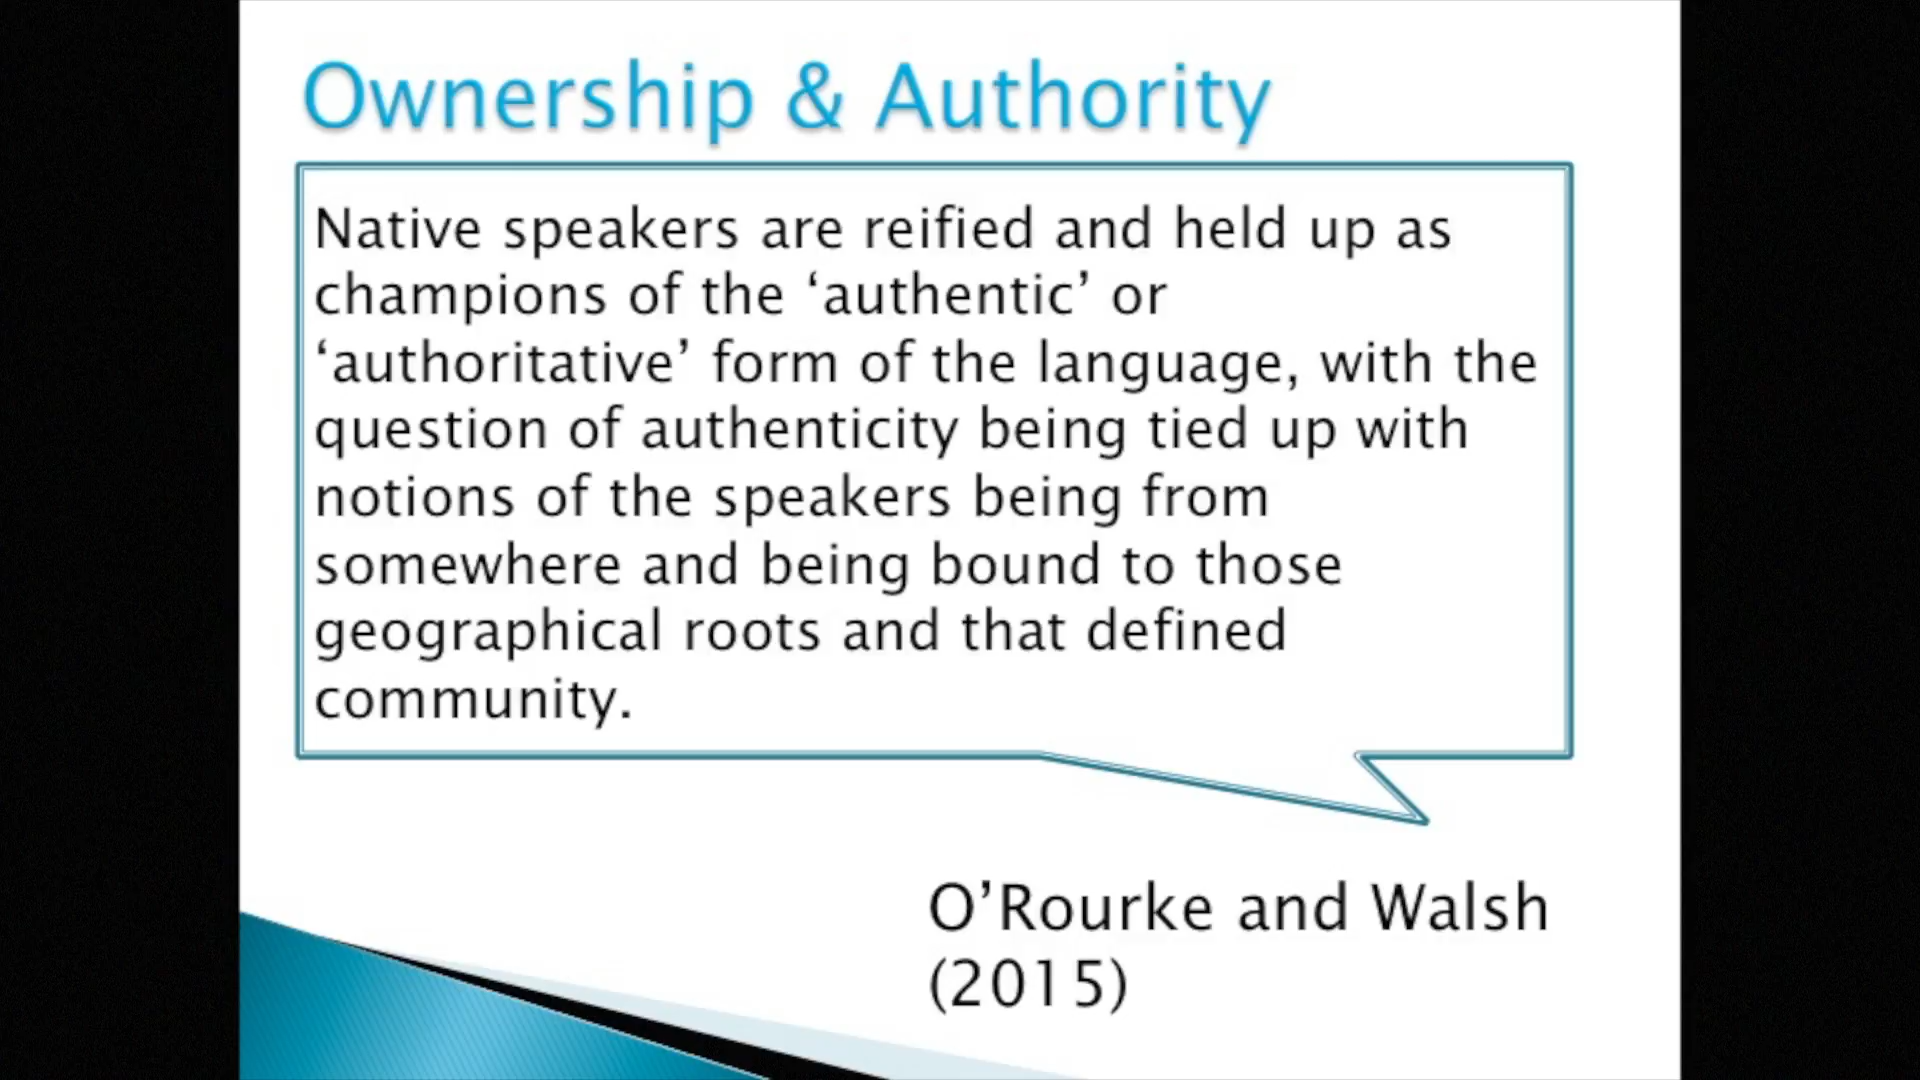 Ownership & Authority
Native speakers are reified and held up as
champions of the ‘authentic’ or
‘authoritative’ form of the language, with the
question of authenticity being tied up with
notions of the speakers being from
somewhere and being bound to those
geographical roots and that defined
community.
O’Rourke and Walsh
(2015)